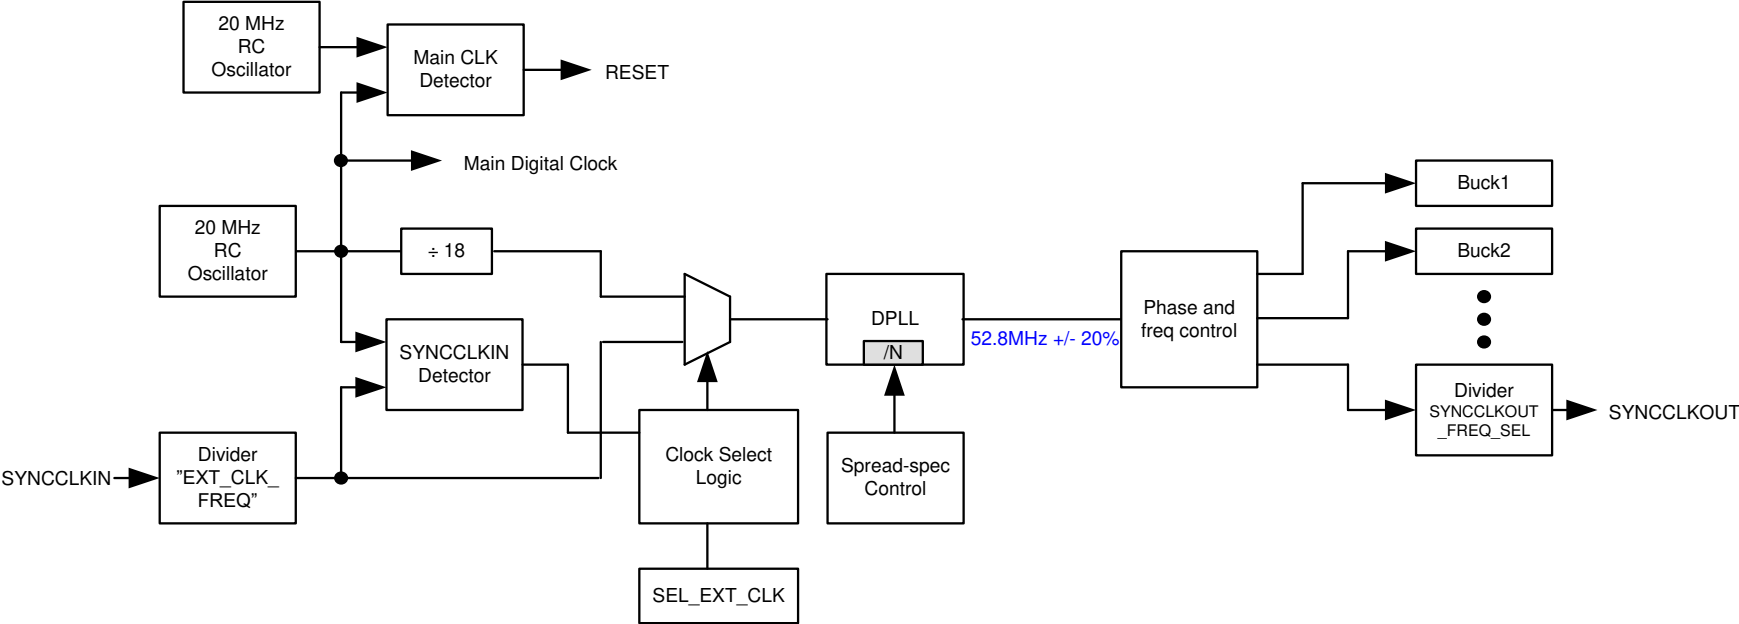 20 MHz
RC
Oscillator
Main CLK
Detector
RESET
Main Digital Clock
20 MHz
RC
Oscillator
÷ 18
SYNCCLKIN
Detector
SYNCCLKIN
Divider
”EXT_CLK_
FREQ”
Clock Select
Logic
SEL_EXT_CLK
DPLL
/N
Spread-spec
Control
52.8MHz +/- 20%
Phase and
freq control
Buck1
Buck2
Divider
SYNCCLKOUT
_FREQ_SEL
SYNCCLKOUT